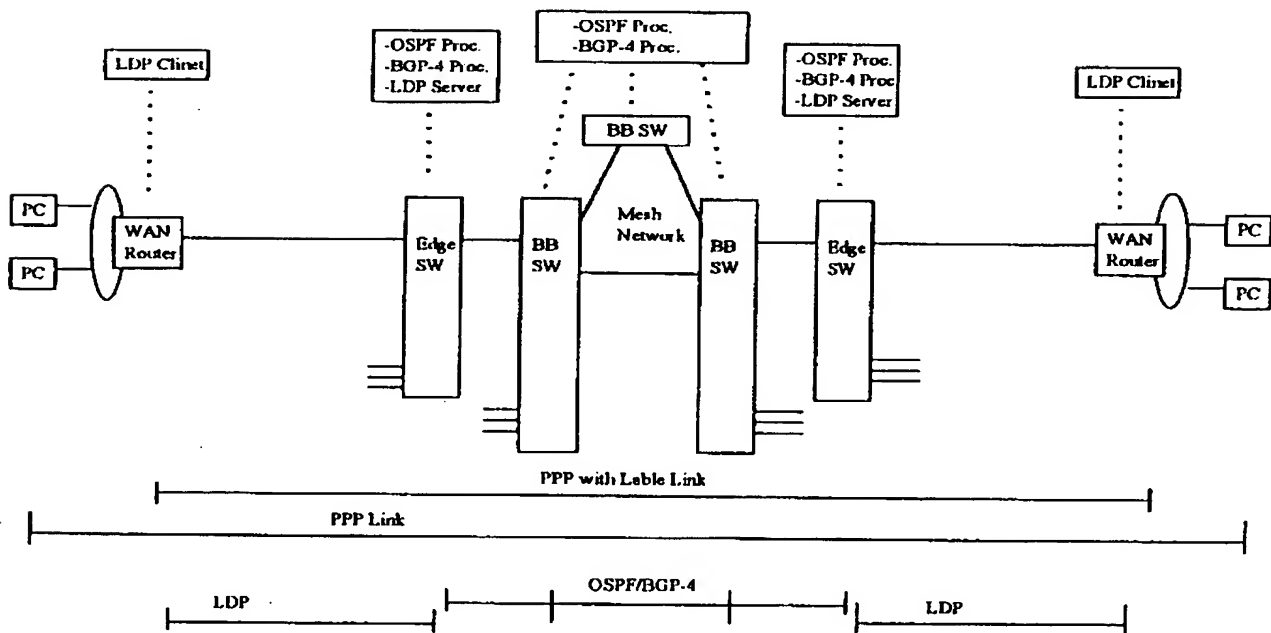 -OSPF Proc.
-BGP-4 Proc.
LDP Clinet
-OSPF Proc.
-BGP-4 Proc.
-LDP Server
-OSPF Proc.
-BGP-4 Proc
-LDP Server
LDP Clinet
BB SW
PC
PC
WAN
Router
Edge
SW
BB
SW
Mesh
Network
BB
SW
Edge
SW
WAN
Router
PC
PC
PPP with Lable Link
PPP Link
OSPF/BGP-4
LDP
LDP